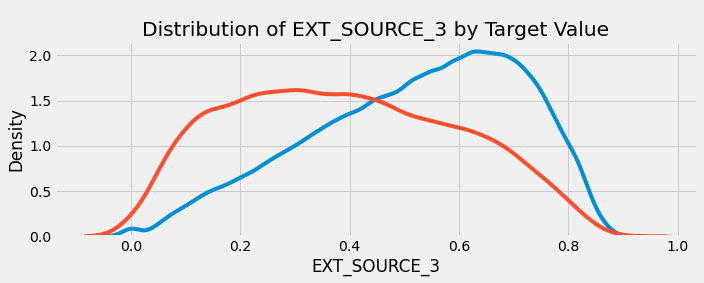 Distribution of EXT_SOURCE_3 by Target Value
Density
2.0
1.5
1.0
0.5
0.0
0.0 0.2 0.4 0.6 0.8 1.0
EXT_SOURCE_3